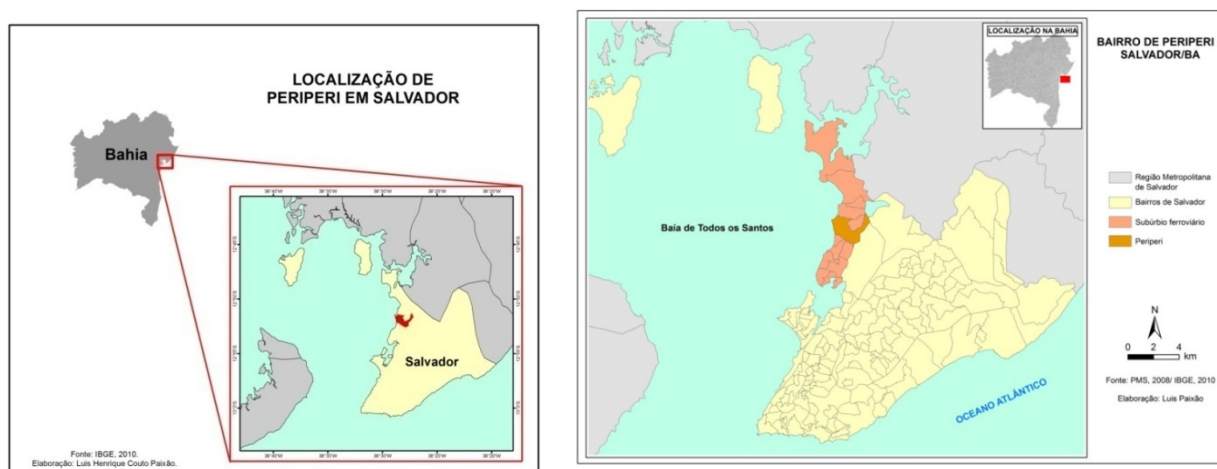 LOCALIZAÇÃO DE
PERIPERI EM SALVADOR
Bahia
Salvador
Fonte: IBGE, 2010.
Elaboração: Luis Henrique Couto Paixão.
LOCALIZAÇÃO NA BAHIA
BAIRRO DE PERIPERI
SALVADOR/BA
Baía de Todos os Santos
Região Metropolitana
de Salvador
Bairros de Salvador
Subúrbio ferroviário
Periperi
N
0 2 4
km
Fonte: PMS, 2008/ IBGE, 2010
Elaboração: Luis Paixão
OCEANO ATLÂNTICO